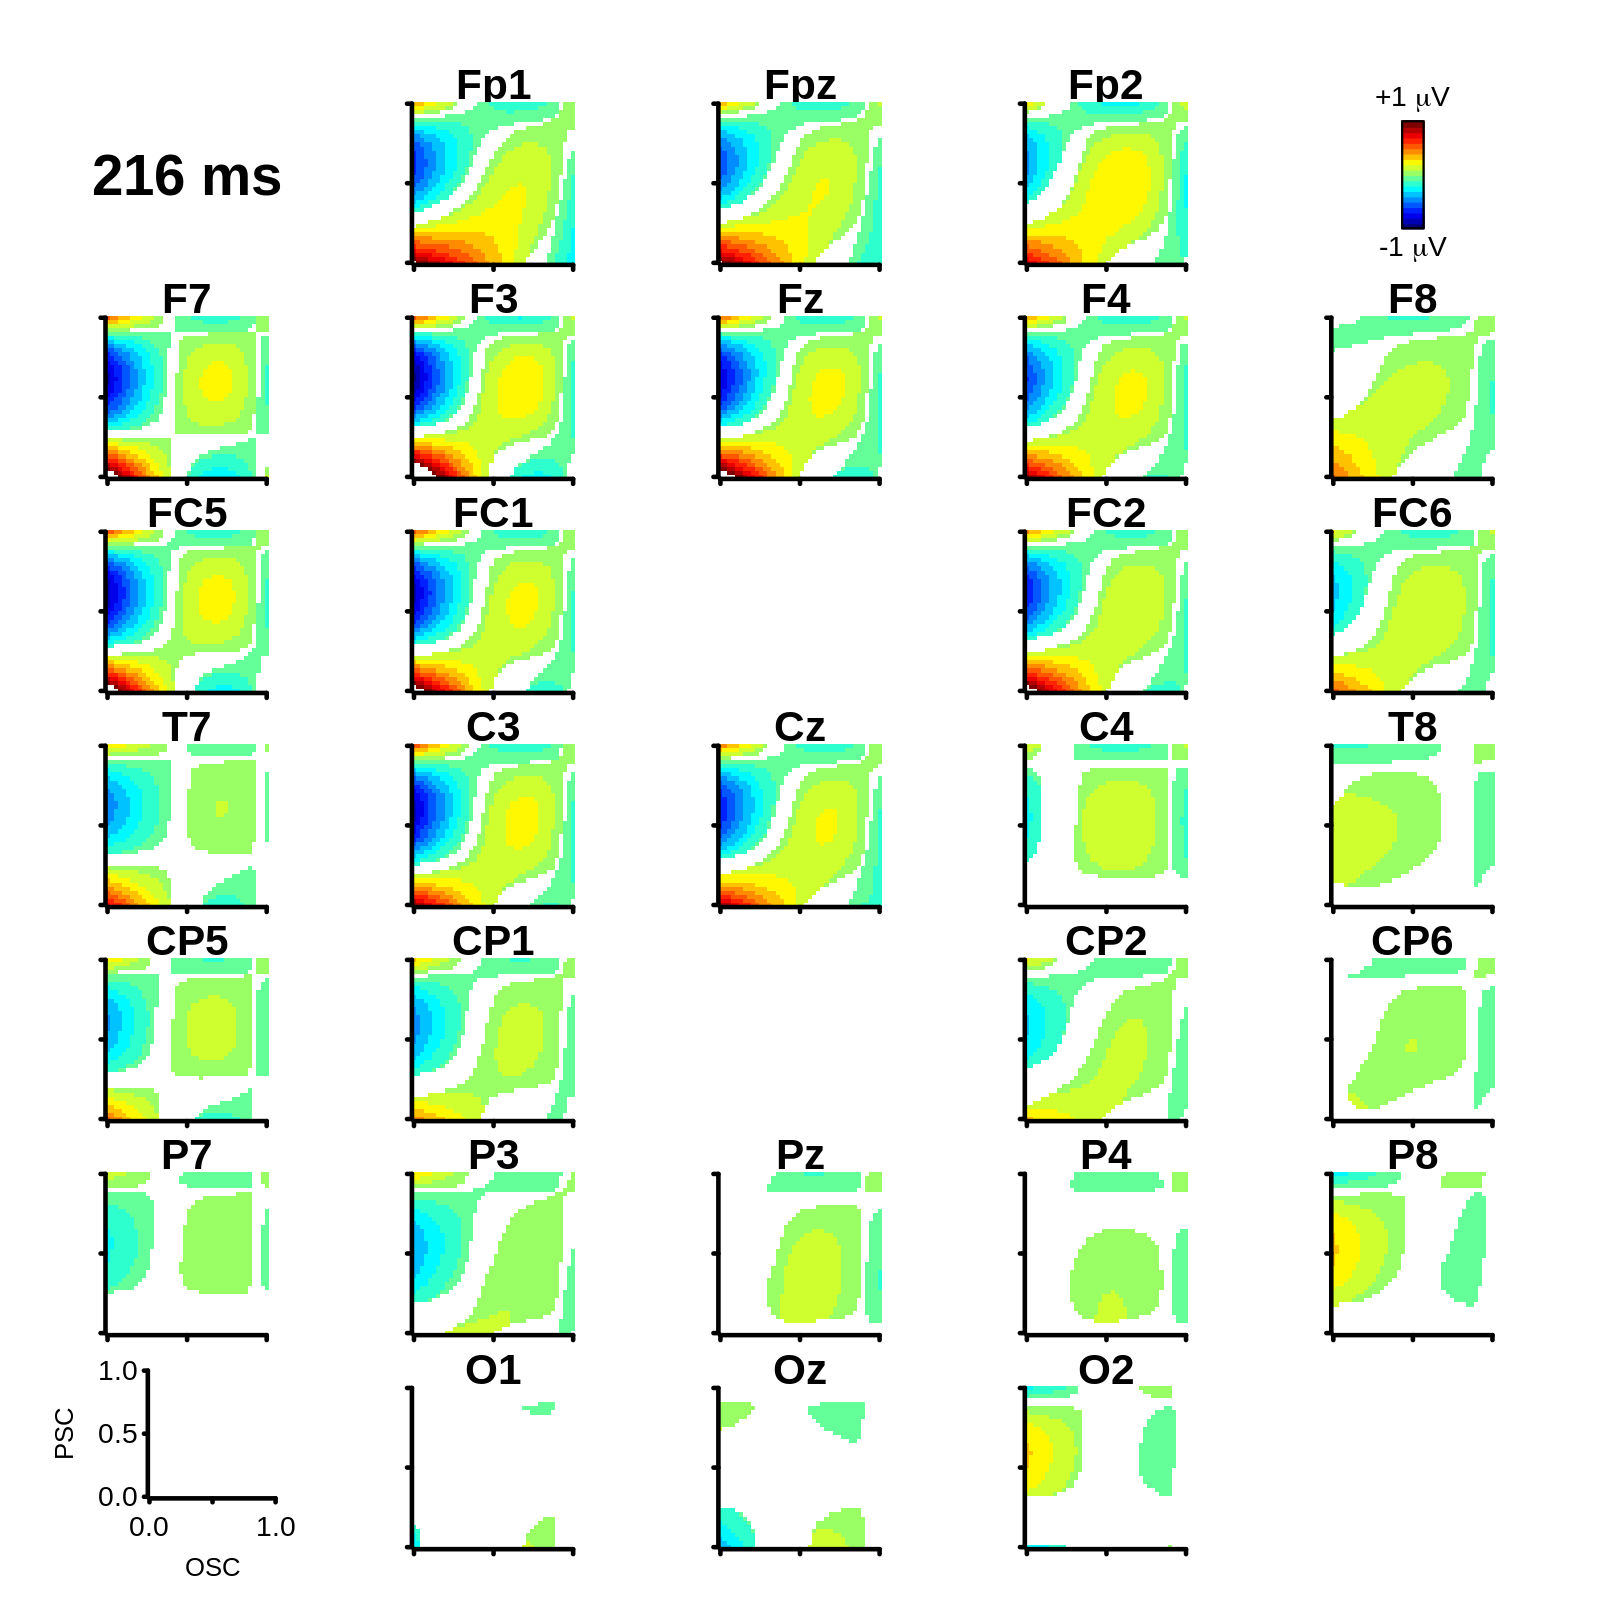 Fp1 Fpz Fp2
+1 μV
216 ms
-1 μV
F7 F3 Fz F4 F8
FC5 FC1 FC2 FC6
T7 C3 Cz C4 T8
CP5 CP1 CP2 CP6
P7 P3 Pz P4 P8
O1 Oz O2
1.0
PSC
0.5
0.0
0.0 1.0
OSC